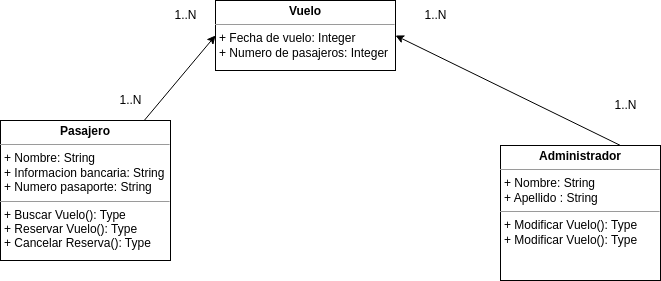 1..N
Vuelo
1..N
+ Fecha de vuelo: Integer
+ Numero de pasajeros: Integer
1..N
1..N
Pasajero
+ Nombre: String
+ Informacion bancaria: String
+ Numero pasaporte: String
+ Buscar Vuelo(): Type
+ Reservar Vuelo(): Type
+ Cancelar Reserva(): Type
Administrador
+ Nombre: String
+ Apellido : String
+ Modificar Vuelo(): Type
+ Modificar Vuelo(): Type